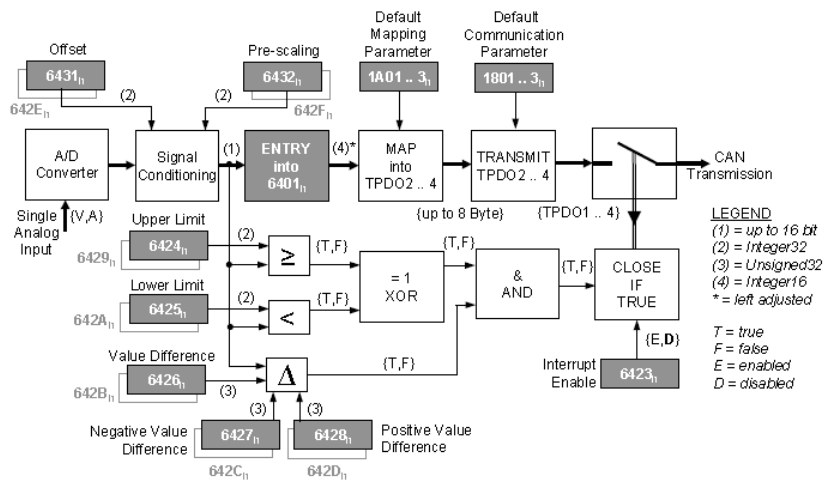 Default
Mapping
Parameter
Default
Communication
Parameter
Offset
Pre-scaling
6431h
6432h
1A01 .. 3h
1801 .. 3h
642Eh
(2)
(2)
642Fh
A/D
Converter
Signal
Conditioning
(1)
ENTRY
into
6401h
(4)*
MAP
into
TPDO2 .. 4
TRANSMIT
TPDO2 .. 4
CAN
Transmission
Single
Analog
Input
{V,A}
{up to 8 Byte}
{TPDO1 .. 4}
Upper Limit
6424h
6429h
(2)
≥
{T,F}
Lower Limit
6425h
642Ah
(2)
<
{T,F}
= 1
XOR
{T,F}
&
AND
{T,F}
CLOSE
IF
TRUE
Value Difference
6426h
642Bh
(3)
Δ
{T,F}
{E,D}
Interrupt
Enable
6423h
(3)
(3)
Negative Value
Difference
6427h
6428h
Positive Value
Difference
642Ch
642Dh
LEGEND
(1) = up to 16 bit
(2) = Integer32
(3) = Unsigned32
(4) = Integer16
* = left adjusted
T = true
F = false
E = enabled
D = disabled